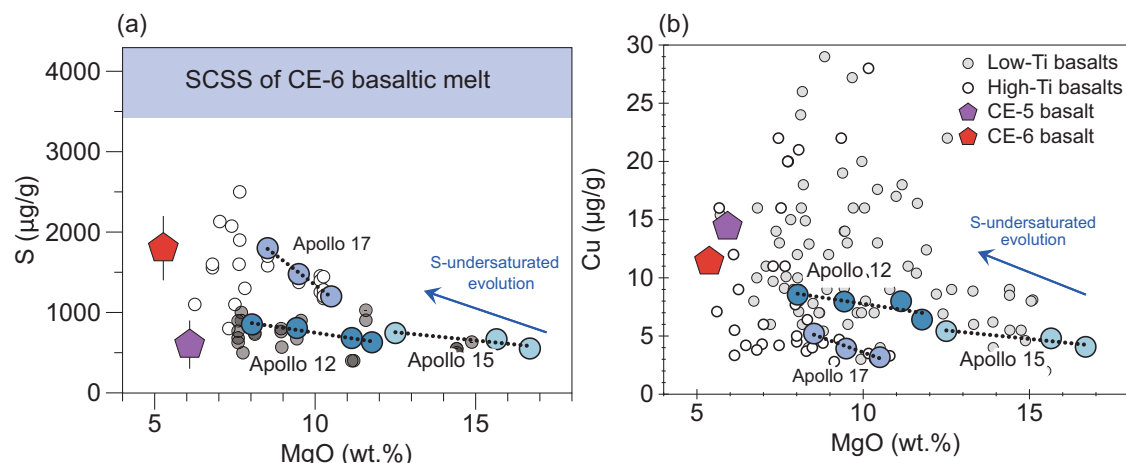 (a)
SCSS of CE-6 basaltic melt
Apollo 17
S-undersaturated
evolution
Apollo 12
Apollo 15
4000
3000
2000
1000
0
S (µg/g)
5
10
15
MgO (wt.%)
(b)
Low-Ti basalts
High-Ti basalts
CE-5 basalt
CE-6 basalt
S-undersaturated
evolution
Apollo 12
Apollo 15
Apollo 17
30
25
20
15
10
5
0
Cu (µg/g)
5
10
15
MgO (wt.%)